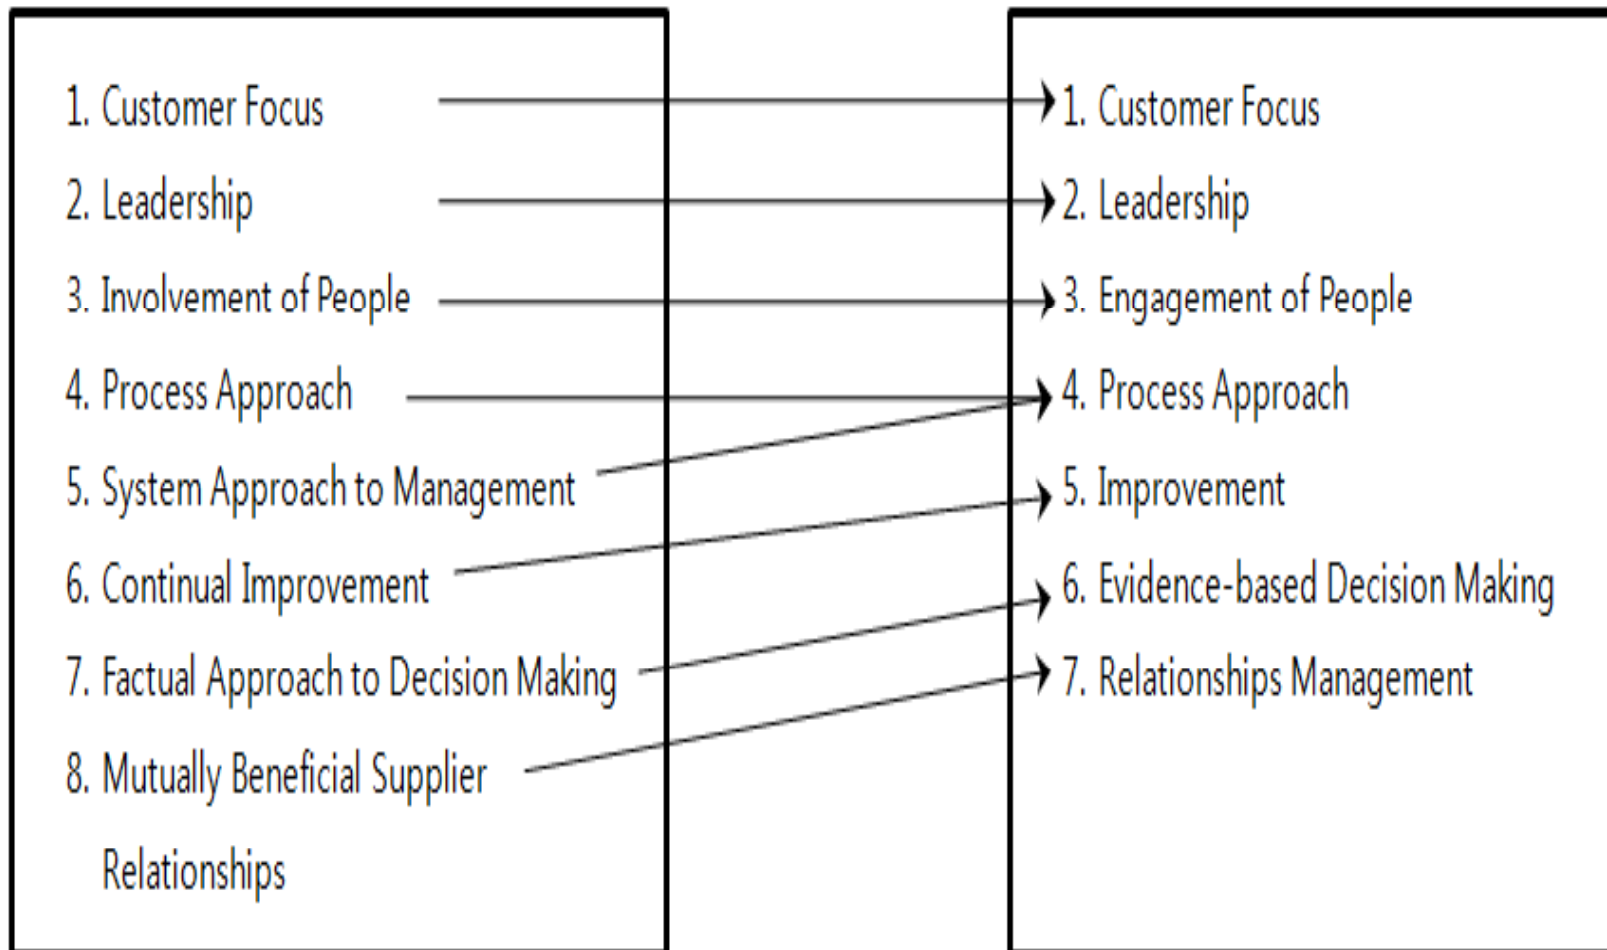 1. Customer Focus
2. Leadership
3. Involvement of People
4. Process Approach
5. System Approach to Management
6. Continual Improvement
7. Factual Approach to Decision Making
8. Mutually Beneficial Supplier
Relationships
1. Customer Focus
2. Leadership
3. Engagement of People
4. Process Approach
5. Improvement
6. Evidence-based Decision Making
7. Relationships Management